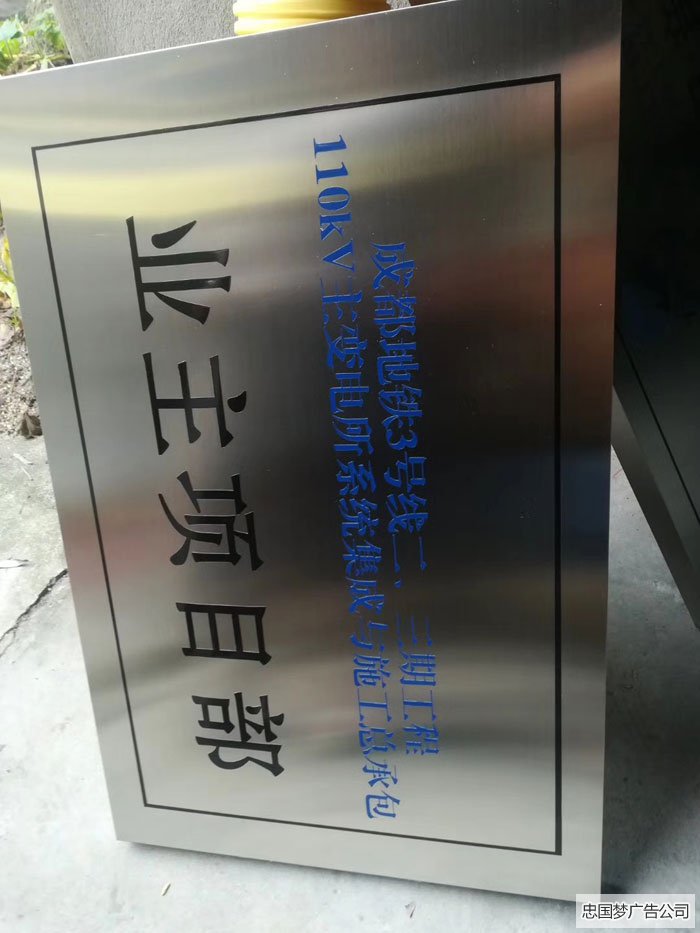 成都地铁3号线二、三期工程
110kV主变电所系统集成与施工总承包
业主项目部
忠国梦广告公司